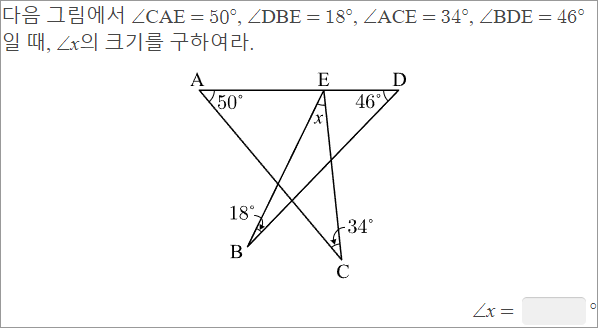 다음 그림에서 ∠CAE = 50°, ∠DBE = 18°, ∠ACE = 34°, ∠BDE = 46°
일 때, ∠x의 크기를 구하여라.
A E D
50° 46°
x
18°
34°
B
C
∠x = °